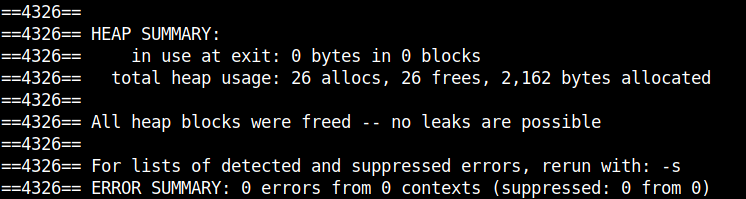 ==4326==
==4326== HEAP SUMMARY:
==4326==     in use at exit: 0 bytes in 0 blocks
==4326==   total heap usage: 26 allocs, 26 frees, 2,162 bytes allocated
==4326==
==4326== All heap blocks were freed -- no leaks are possible
==4326==
==4326== For lists of detected and suppressed errors, rerun with: -s
==4326== ERROR SUMMARY: 0 errors from 0 contexts (suppressed: 0 from 0)